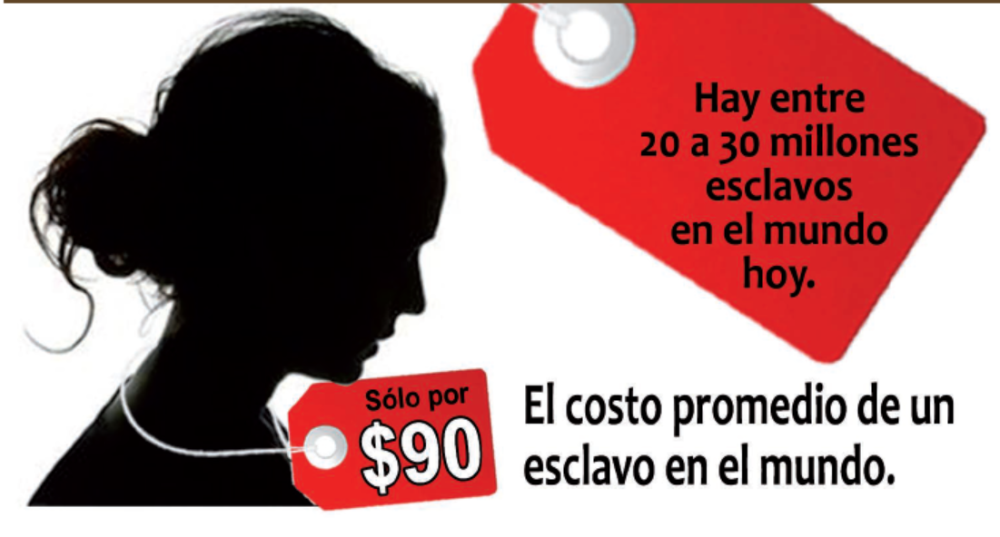 Hay entre
20 a 30 millones
esclavos
en el mundo
hoy.
Sólo por
$90
El costo promedio de un
esclavo en el mundo.